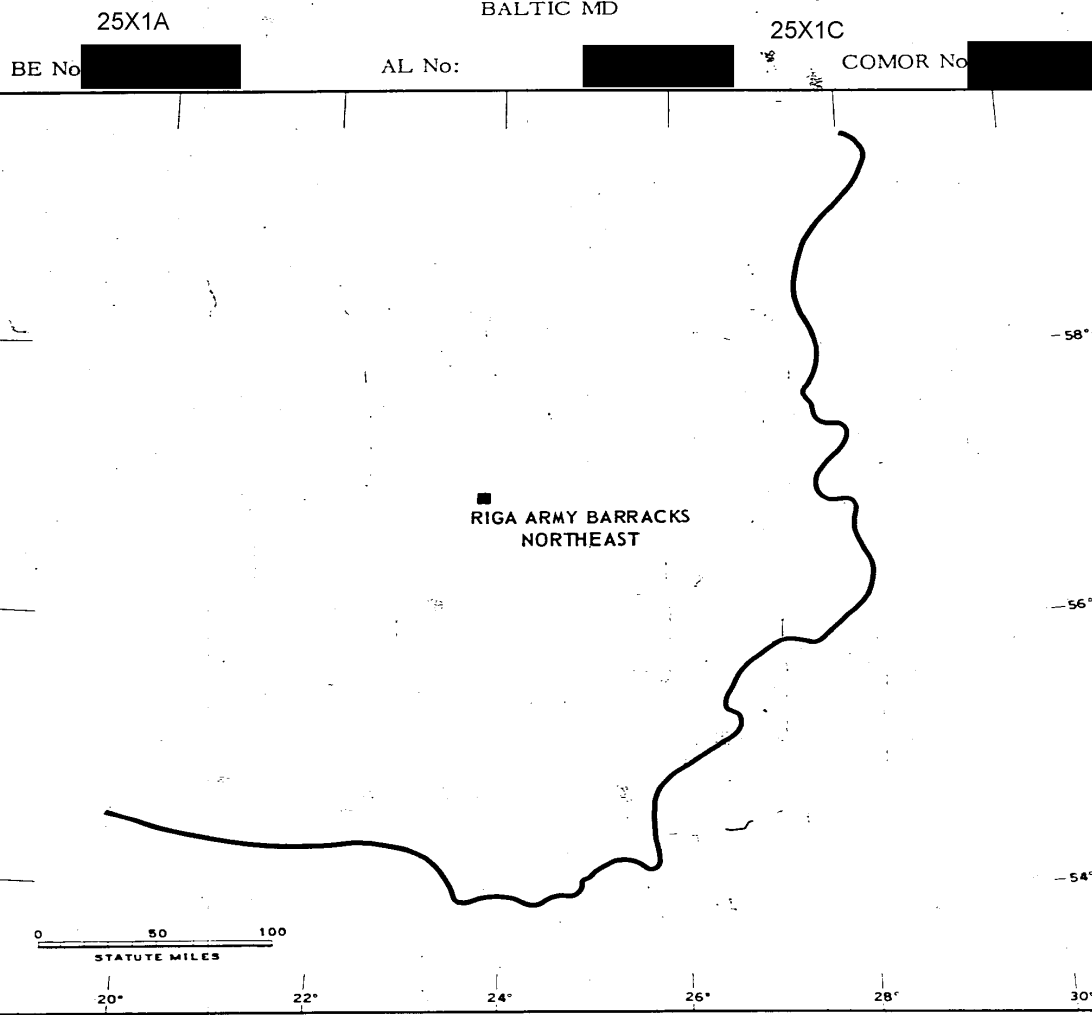 BALTIC MD
25X1A
25X1C
BE No
AL No:
COMOR No
58°
RIGA ARMY BARRACKS
NORTHEAST
56°
54°
0 50 100
STATUTE MILES
20° 22° 24° 26° 28° 30°